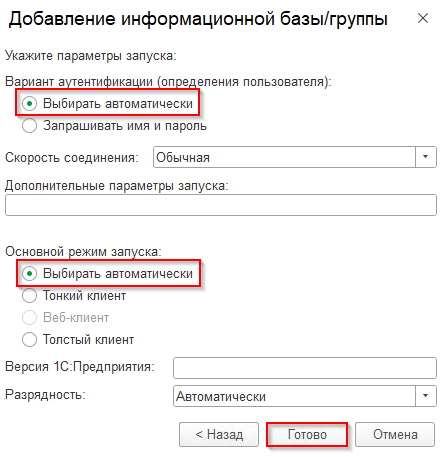 Добавление информационной базы/группы
Укажите параметры запуска:
Вариант аутентификации (определения пользователя):
Выбирать автоматически
Запрашивать имя и пароль
Скорость соединения: Обычная
Дополнительные параметры запуска:
Основной режим запуска:
Выбирать автоматически
Тонкий клиент
Веб-клиент
Толстый клиент
Версия 1С:Предприятия:
Разрядность: Автоматически
< Назад Готово Отмена